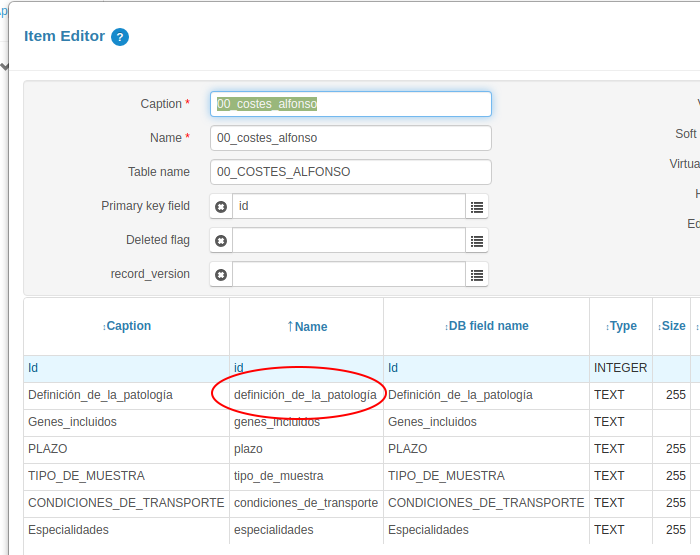 Item Editor ?
Caption * 00_costes_alfonso
Name * 00_costes_alfonso Soft
Table name 00_COSTES_ALFONSO Virtua
Primary key field id
Deleted flag Ed
record_version
↕Caption ↑Name ↕DB field name ↕Type ↕Size ↕
Id id Id INTEGER
Definición_de_la_patología definición_de_la_patología Definición_de_la_patología TEXT 255
Genes_incluidos genes_incluidos Genes_incluidos TEXT
PLAZO plazo PLAZO TEXT 255
TIPO_DE_MUESTRA tipo_de_muestra TIPO_DE_MUESTRA TEXT 255
CONDICIONES_DE_TRANSPORTE condiciones_de_transporte CONDICIONES_DE_TRANSPORTE TEXT 255
Especialidades especialidades Especialidades TEXT 255